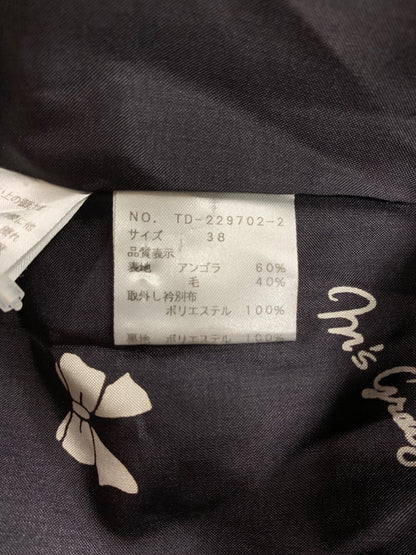 NO. TD-229702-2
サイズ 38
品質表示
表地 アンゴラ 60%
毛 40%
取外し衿別布
ポリエステル 100%
裏地 ポリエステル 100%
M's Gracy